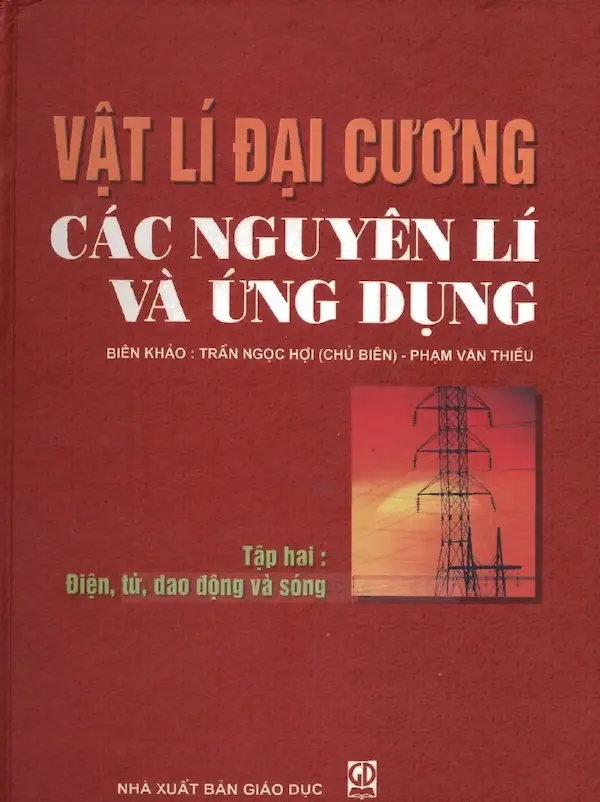 VẬT LÍ ĐẠI CƯƠNG
CÁC NGUYÊN LÍ
VÀ ỨNG DỤNG
BIÊN KHẢO : TRẦN NGỌC HỢI (CHỦ BIÊN) - PHẠM VĂN THIỀU
Tập hai :
Điện, từ, dao động và sóng
GD
NHÀ XUẤT BẢN GIÁO DỤC